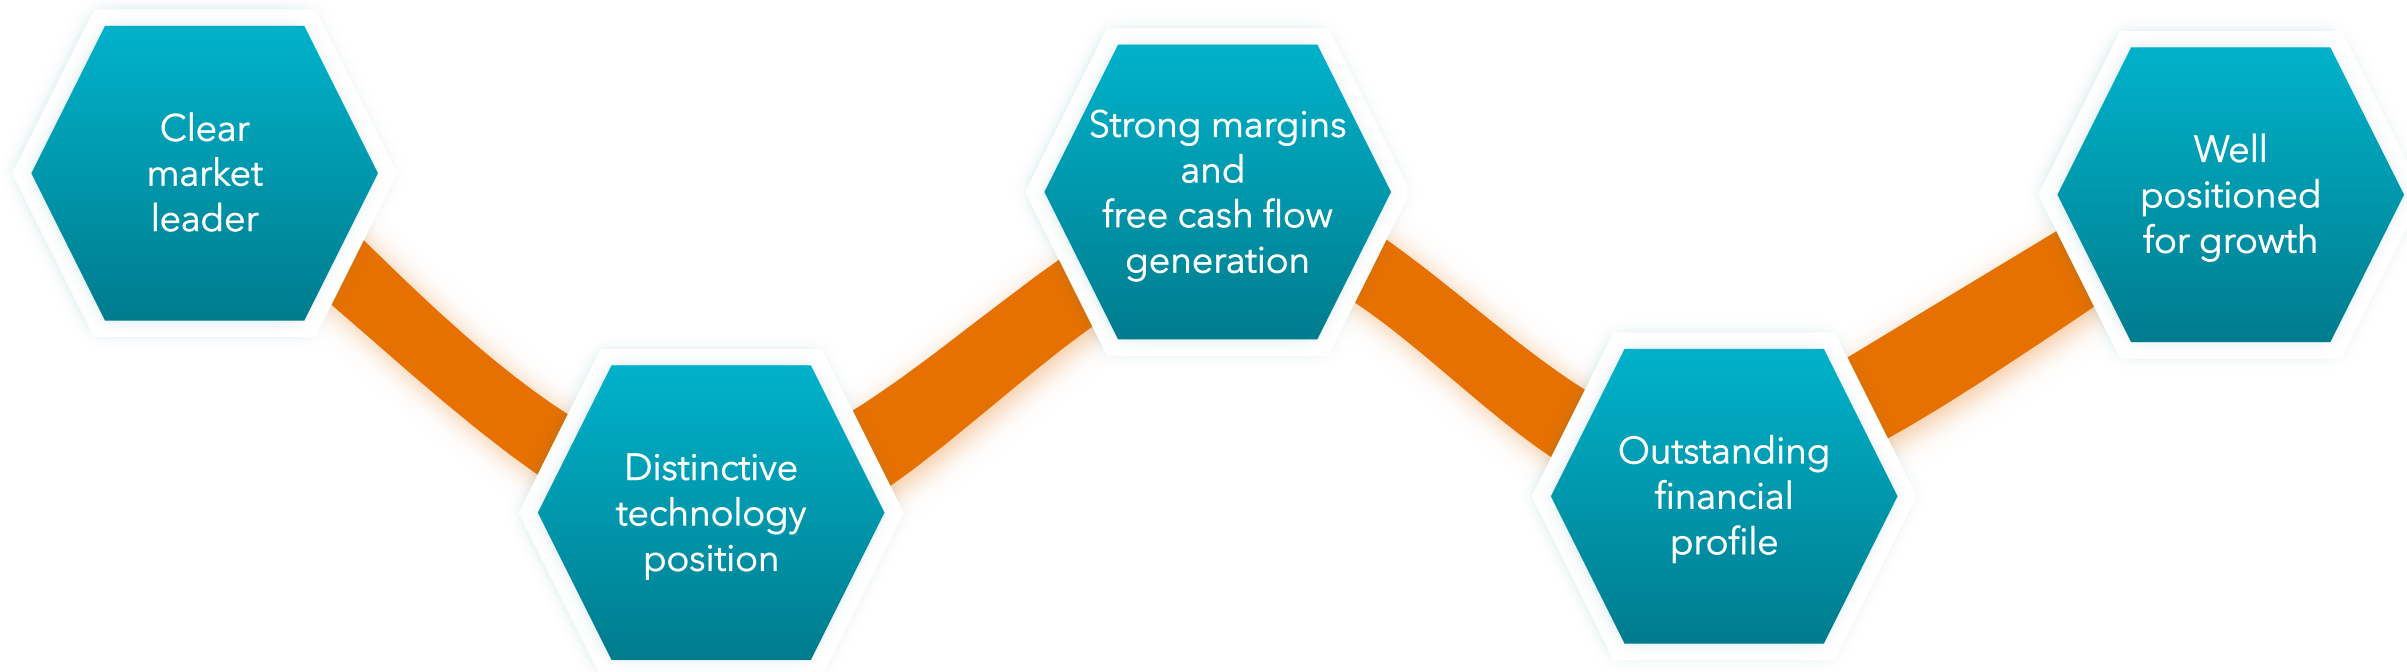 Clear
market
leader
Distinctive
technology
position
Strong margins
and
free cash flow
generation
Outstanding
financial
profile
Well
positioned
for growth